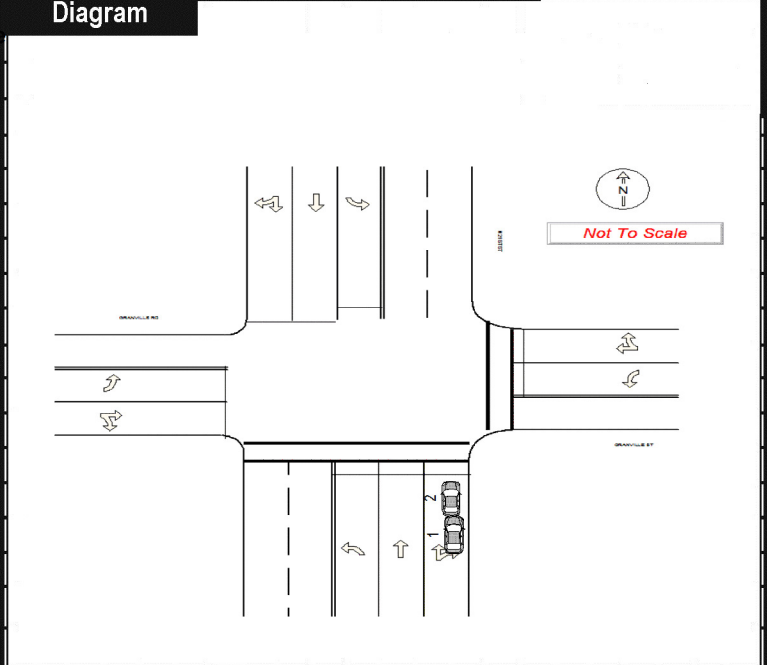 Diagram
N
Not To Scale
GRANVILLE RD
GRANVILLE ST
2
1